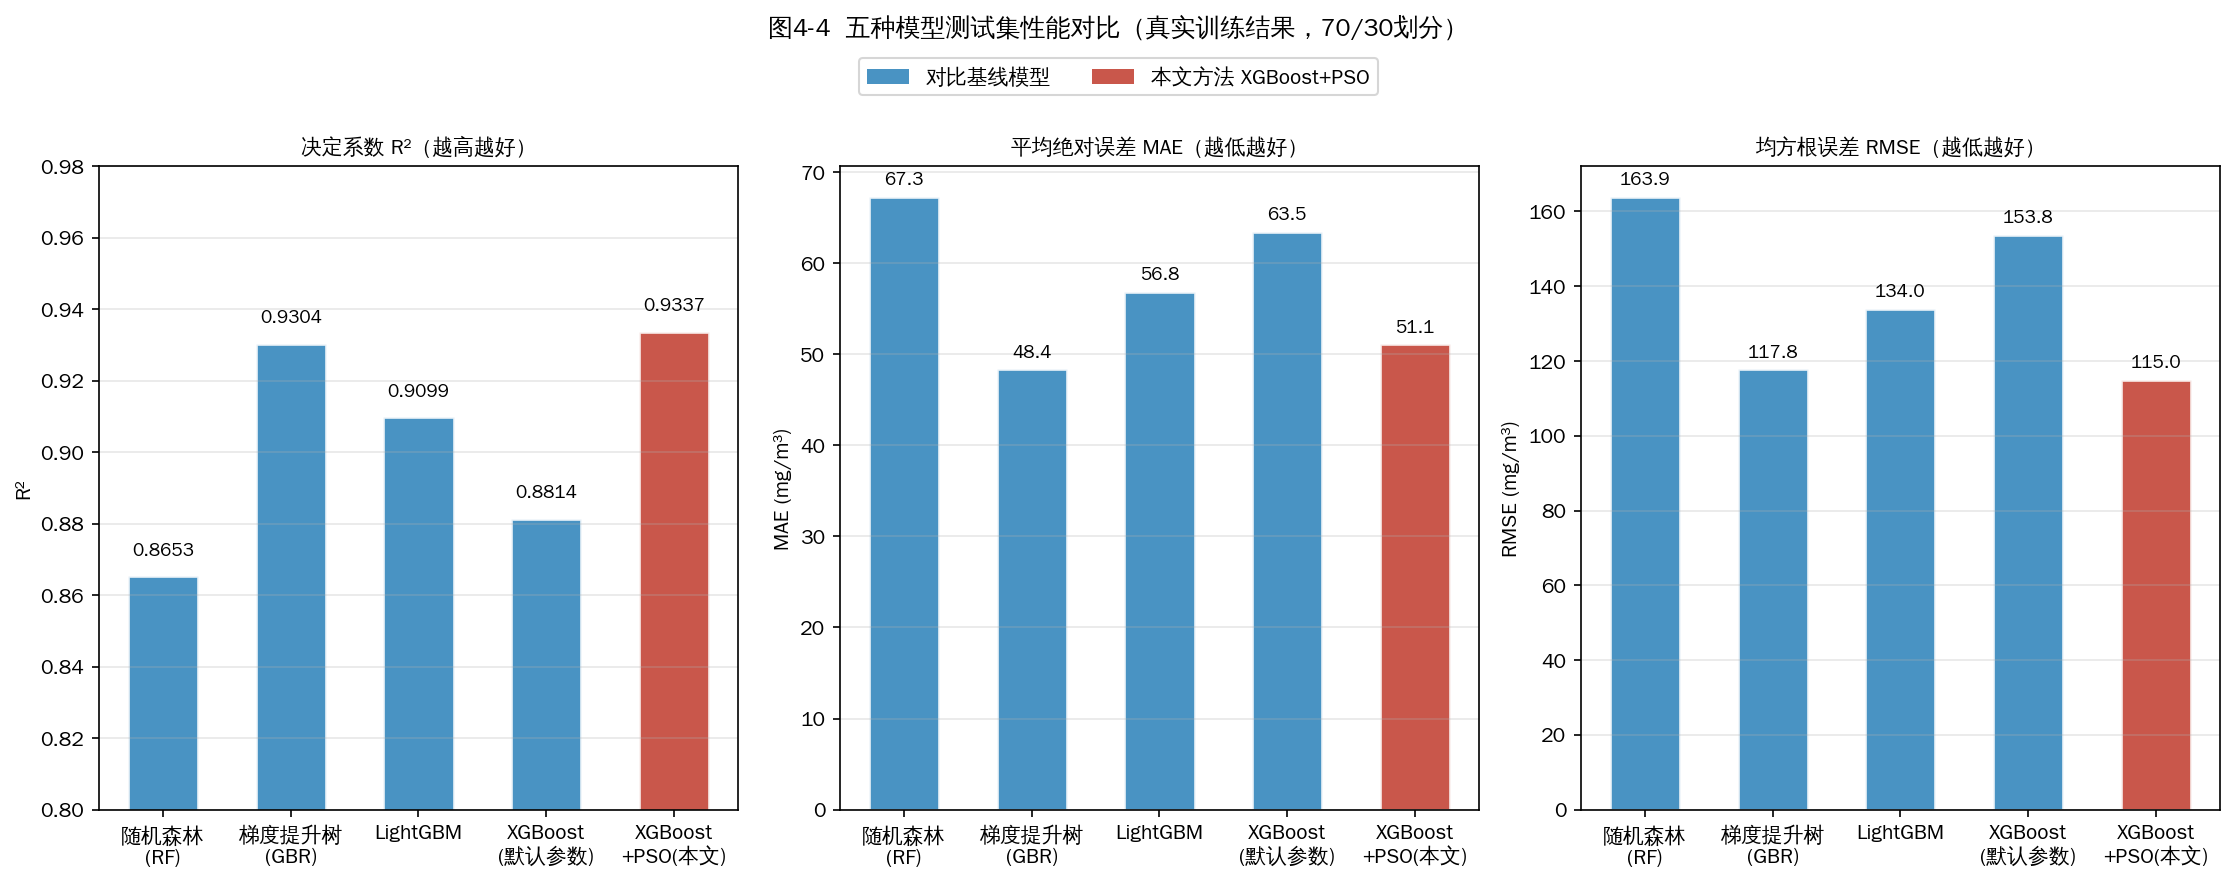 图4-4 五种模型测试集性能对比（真实训练结果，70/30划分）
对比基线模型
本文方法 XGBoost+PSO
决定系数 R²（越高越好）
0.98
0.96
0.94
0.92
0.90
0.88
0.86
0.84
0.82
0.80
R²
0.8653
0.9304
0.9099
0.8814
0.9337
随机森林
(RF)
梯度提升树
(GBR)
LightGBM
XGBoost
(默认参数)
XGBoost
+PSO(本文)
平均绝对误差 MAE（越低越好）
70
60
50
40
30
20
10
0
MAE (mg/m³)
67.3
48.4
56.8
63.5
51.1
随机森林
(RF)
梯度提升树
(GBR)
LightGBM
XGBoost
(默认参数)
XGBoost
+PSO(本文)
均方根误差 RMSE（越低越好）
160
140
120
100
80
60
40
20
0
RMSE (mg/m³)
163.9
117.8
134.0
153.8
115.0
随机森林
(RF)
梯度提升树
(GBR)
LightGBM
XGBoost
(默认参数)
XGBoost
+PSO(本文)